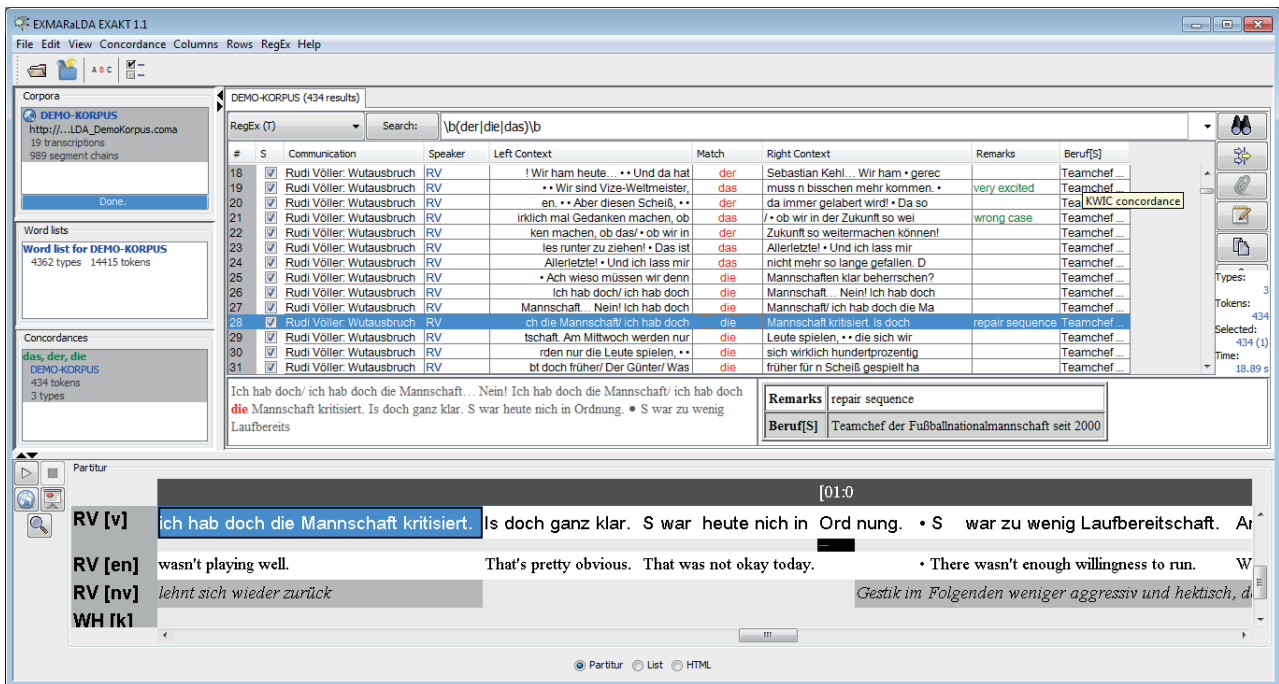 EXMARaLDA EXAKT 1.1
File Edit View Concordance Columns Rows RegEx Help
A B C
Corpora
DEMO-KORPUS
http://...LDA_DemoKorpus.coma
19 transcriptions
989 segment chains
Done.
Word lists
Word list for DEMO-KORPUS
4362 types 14415 tokens
Concordances
das, der, die
DEMO-KORPUS
434 tokens
3 types
DEMO-KORPUS (434 results)
RegEx (T) Search: \b(der|die|das)\b
# S Communication Speaker Left Context Match Right Context Remarks Beruf[S]
18 Rudi Völler: Wutausbruch RV ! Wir ham heute… • • Und da hat der Sebastian Kehl… Wir ham • gerec Teamchef ...
19 Rudi Völler: Wutausbruch RV • • Wir sind Vize-Weltmeister, das muss n bisschen mehr kommen. • very excited Teamchef ...
20 Rudi Völler: Wutausbruch RV en. • • Aber diesen Scheiß, • • der da immer gelabert wird! • Da so Tea
KWIC concordance
21 Rudi Völler: Wutausbruch RV irklich mal Gedanken machen, ob das / • ob wir in der Zukunft so wei wrong case Teamchef ...
22 Rudi Völler: Wutausbruch RV ken machen, ob das/ • ob wir in der Zukunft so weitermachen können! Teamchef ...
23 Rudi Völler: Wutausbruch RV les runter zu ziehen! • Das ist das Allerletzte! • Und ich lass mir Teamchef ...
24 Rudi Völler: Wutausbruch RV Allerletzte! • Und ich lass mir das nicht mehr so lange gefallen. D Teamchef ...
25 Rudi Völler: Wutausbruch RV • Ach wieso müssen wir denn die Mannschaften klar beherrschen? Teamchef ...
26 Rudi Völler: Wutausbruch RV Ich hab doch/ ich hab doch die Mannschaft… Nein! Ich hab doch Teamchef ...
27 Rudi Völler: Wutausbruch RV Mannschaft… Nein! Ich hab doch die Mannschaft/ ich hab doch die Ma Teamchef ...
28 Rudi Völler: Wutausbruch RV ch die Mannschaft/ ich hab doch die Mannschaft kritisiert. Is doch repair sequence Teamchef ...
29 Rudi Völler: Wutausbruch RV tschaft. Am Mittwoch werden nur die Leute spielen, • • die sich wir Teamchef ...
30 Rudi Völler: Wutausbruch RV rden nur die Leute spielen, • • die sich wirklich hundertprozentig Teamchef ...
31 Rudi Völler: Wutausbruch RV bt doch früher/ Der Günter/ Was die früher für n Scheiß gespielt ha Teamchef ...
Types:
3
Tokens:
434
Selected:
434 (1)
Time:
18.89 s
Ich hab doch/ ich hab doch die Mannschaft… Nein! Ich hab doch die Mannschaft/ ich hab doch
die Mannschaft kritisiert. Is doch ganz klar. S war heute nich in Ordnung. • S war zu wenig
Laufbereits
Remarks repair sequence
Beruf[S] Teamchef der Fußballnationalmannschaft seit 2000
Partitur
[01:0
RV [v] ich hab doch die Mannschaft kritisiert. Is doch ganz klar. S war heute nich in Ord nung. • S war zu wenig Laufbereitschaft. Ar
RV [en] wasn't playing well. That's pretty obvious. That was not okay today. • There wasn't enough willingness to run. W
RV [nv] lehnt sich wieder zurück Gestik im Folgenden weniger aggressiv und hektisch, d
WH [k]
Partitur List HTML